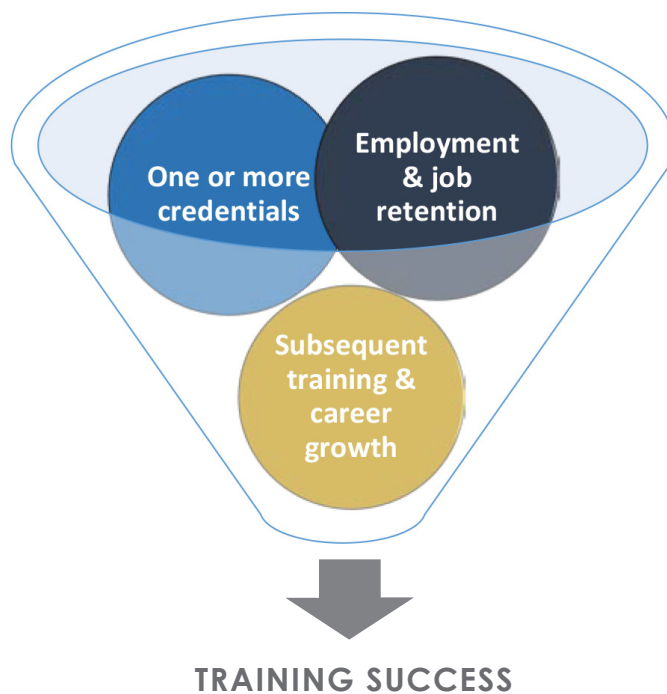 One or more
credentials
Employment
& job
retention
Subsequent
training &
career
growth
TRAINING SUCCESS